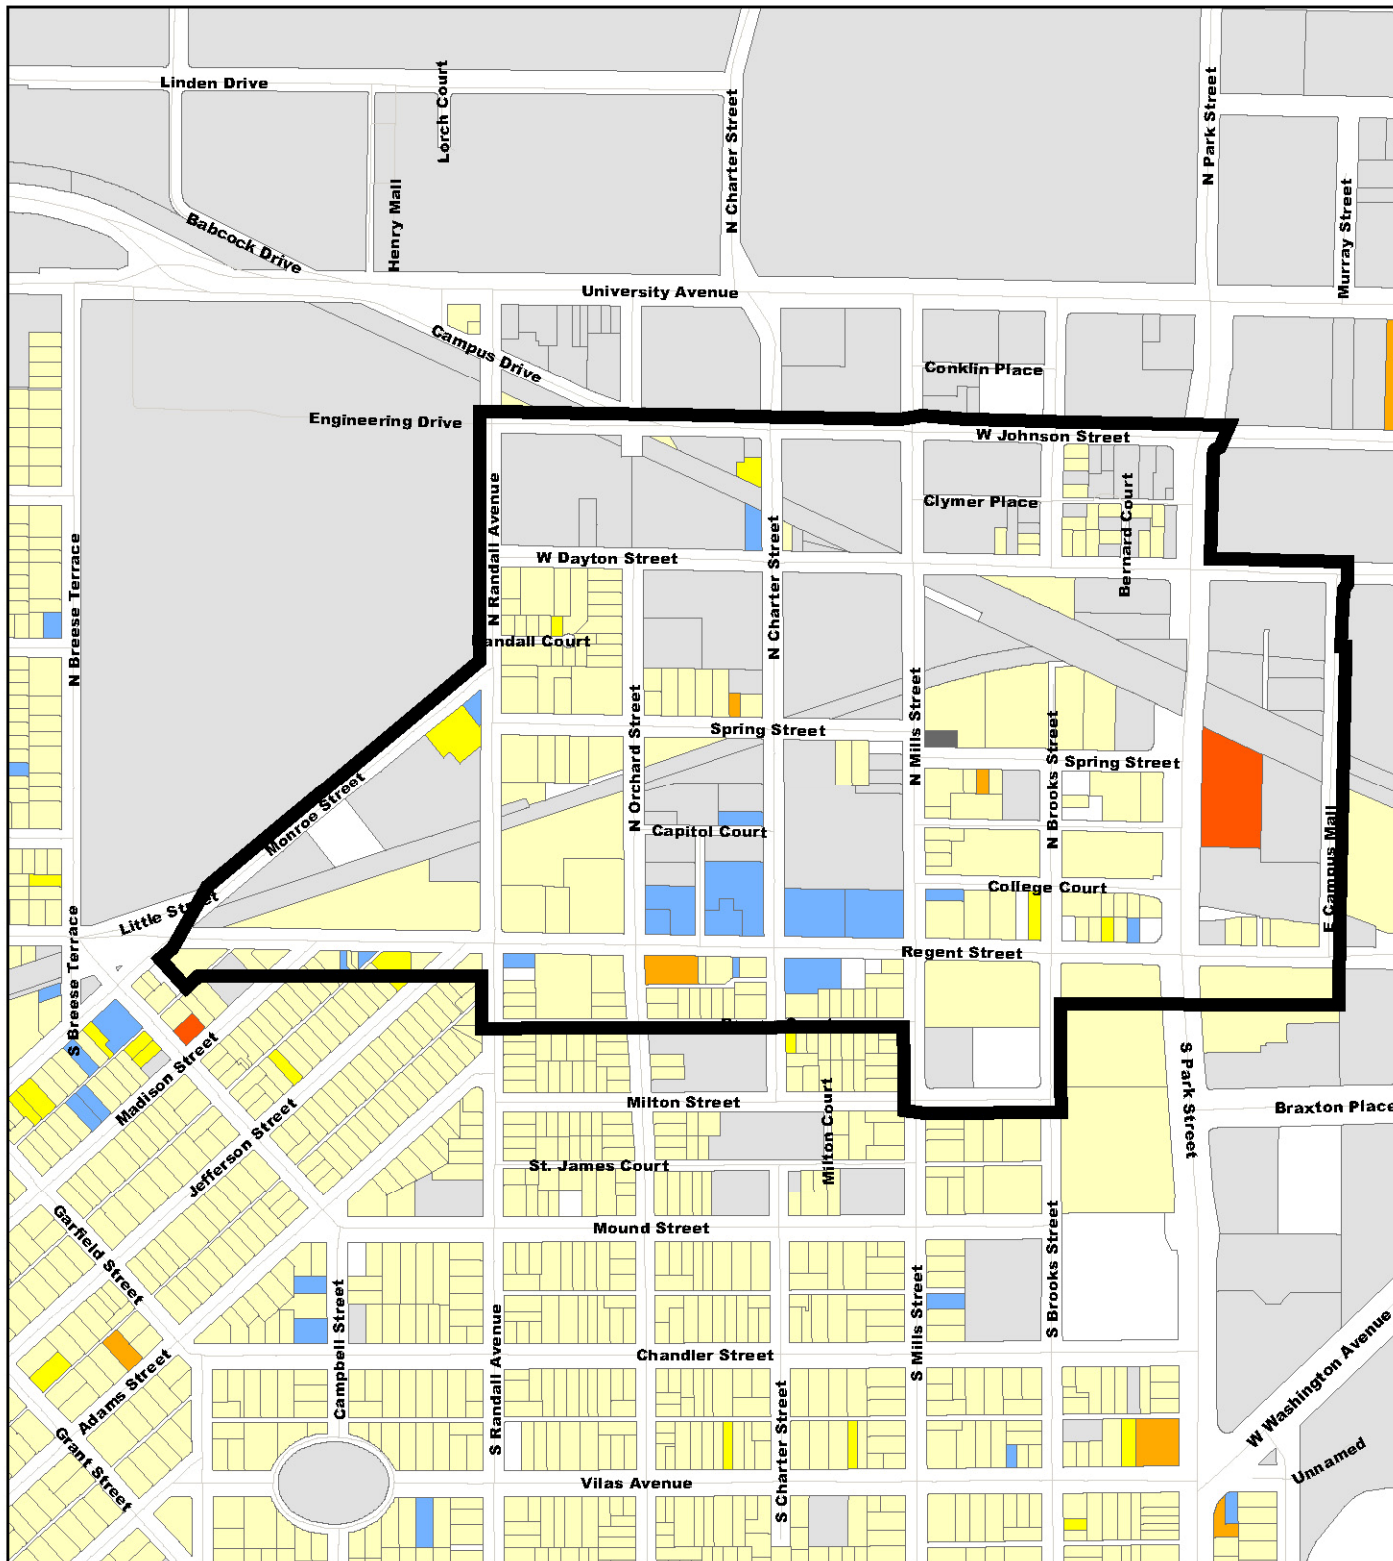 Linden Drive
Lorch Court
N Charter Street
N Park Street
Henry Mall
Murray Street
Babcock Drive
University Avenue
Campus Drive
Conklin Place
Engineering Drive
W Johnson Street
N Randall Avenue
Clymer Place
Bernard Court
N Breese Terrace
W Dayton Street
N Charter Street
andall Court
N Orchard Street
N Mills Street
Spring Street
N Brooks Street
Spring Street
Monroe Street
Capitol Court
E Campus Mall
College Court
Little Street
Regent Street
S Breese Terrace
Madison Street
S Park Street
Milton Street
Milton Court
Braxton Place
Jefferson Street
St. James Court
Garfield Street
Mound Street
S Brooks Street
Campbell Street
S Randall Avenue
S Mills Street
Chandler Street
W Washington Avenue
Adams Street
S Charter Street
Grant Street
Vilas Avenue
Unnamed